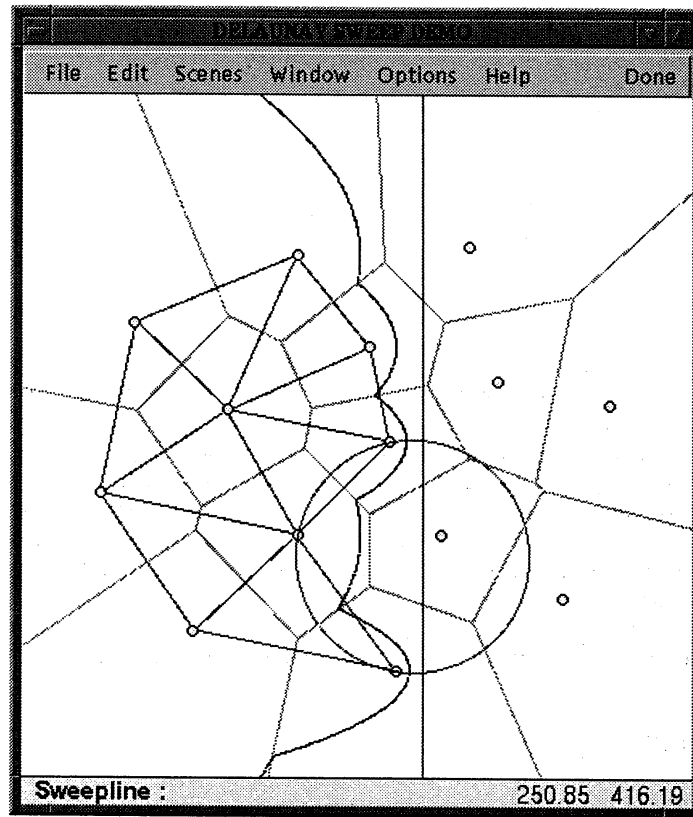 DELAUNAY SWEEP DEMO
File Edit Scenes Window Options Help Done
Sweepline : 250.85 416.19